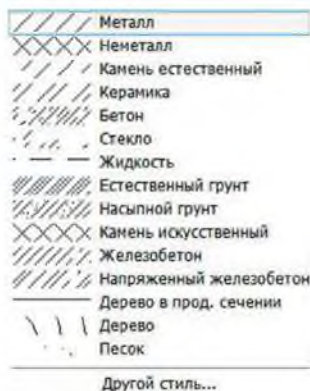 Металл
Неметалл
Камень естественный
Керамика
Бетон
Стекло
Жидкость
Естественный грунт
Насыпной грунт
Камень искусственный
Железобетон
Напряженный железобетон
Дерево в прод. сечении
Дерево
Песок
Другой стиль...